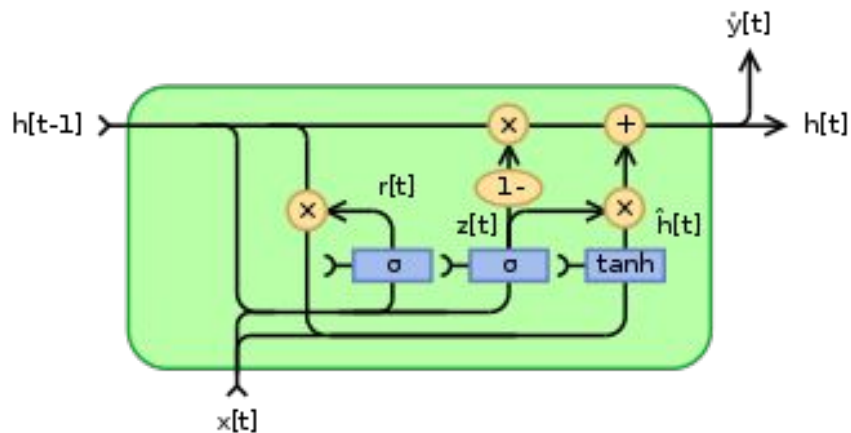 ŷ[t]
h[t-1]
×
+
h[t]
1-
r[t]
×
z[t]
×
ĥ[t]
σ
σ
tanh
x[t]